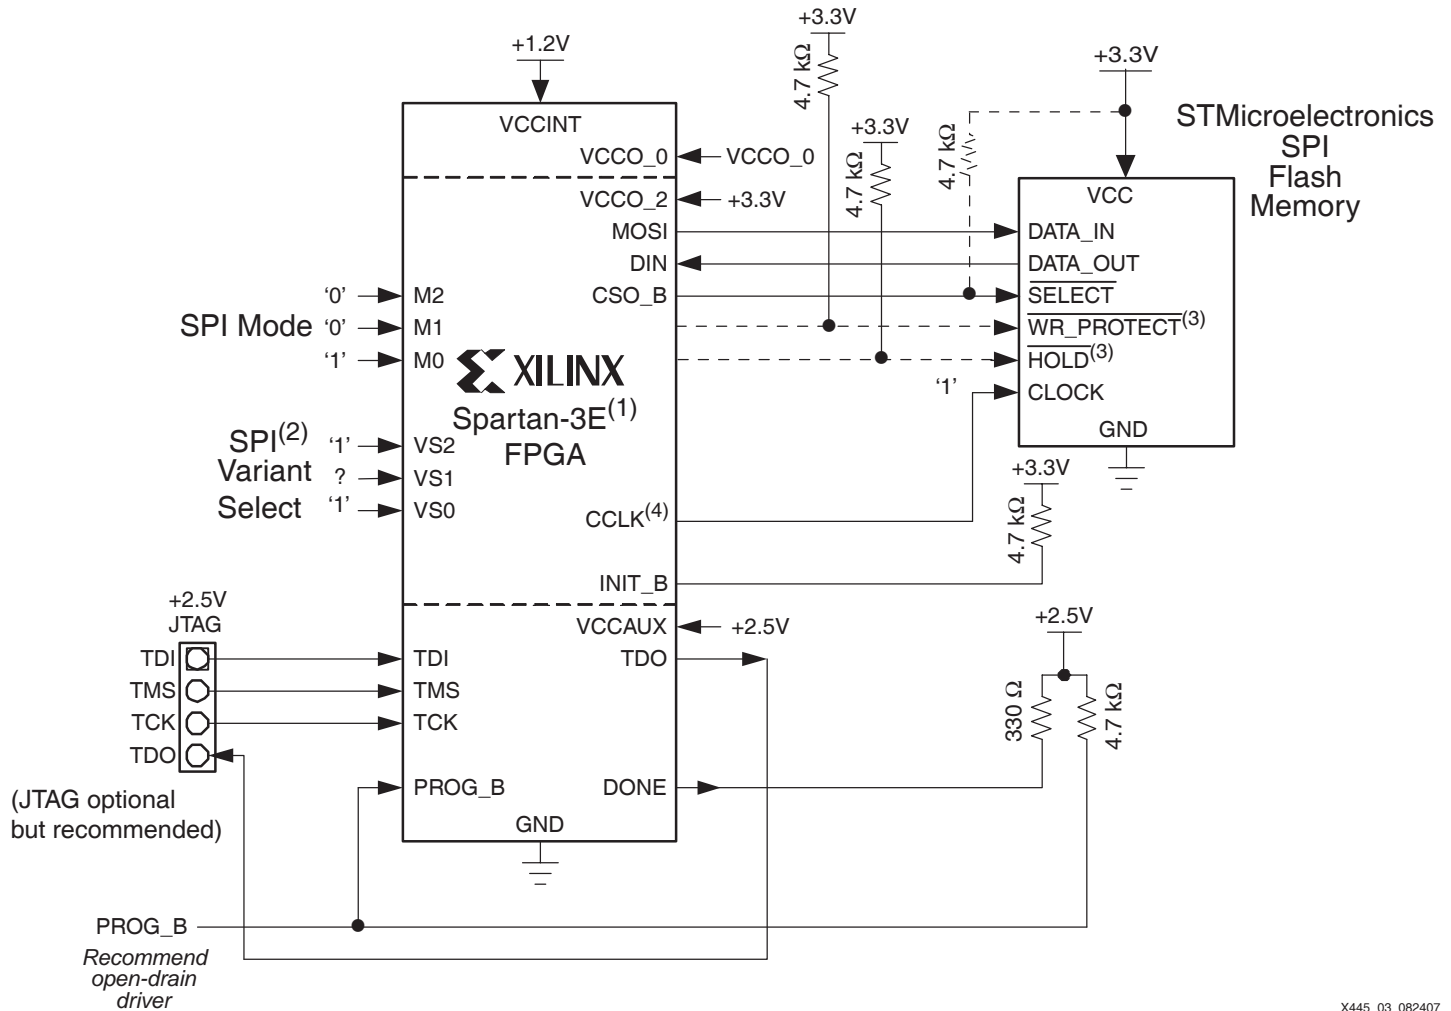 +3.3V
+1.2V
4.7 kΩ
+3.3V
+3.3V
4.7 kΩ
4.7 kΩ
STMicroelectronics
SPI
Flash
Memory
VCCINT
VCCO_0
VCCO_0
VCCO_2
+3.3V
MOSI
DIN
CSO_B
VCC
DATA_IN
DATA_OUT
SELECT
WR_PROTECT(3)
HOLD(3)
'1'
CLOCK
GND
SPI Mode
'0'
M2
'0'
M1
'1'
M0
XILINX
Spartan-3E(1)
FPGA
SPI(2)
Variant
Select
'1'
VS2
?
VS1
'1'
VS0
CCLK(4)
INIT_B
+3.3V
4.7 kΩ
+2.5V
JTAG
TDI
TMS
TCK
TDO
(JTAG optional
but recommended)
VCCAUX
+2.5V
TDI
TDO
TMS
TCK
PROG_B
DONE
GND
+2.5V
330 Ω
4.7 kΩ
PROG_B
Recommend
open-drain
driver
X445_03_082407